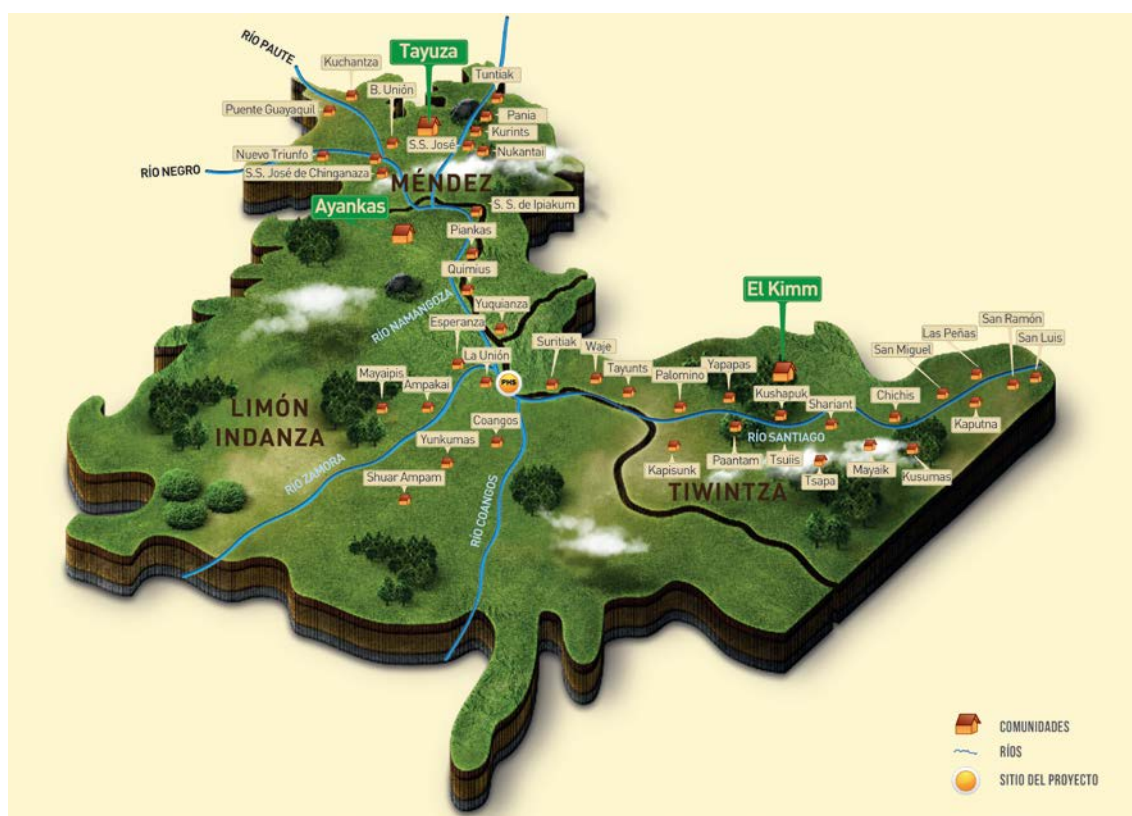 RÍO PAUTE
Kuchantza
Tayuza
Tuntiak
B. Unión
Puente Guayaquil
Pania
Kurints
S.S. José
Nukantai
Nuevo Triunfo
RÍO NEGRO
S.S. José de Chinganaza
MÉNDEZ
Ayankas
S. S. de Ipiakum
Piankas
Quimius
El Kimm
RÍO NAMANGOZA
Yuquianza
Esperanza
San Ramón
Las Peñas
San Luis
Suritiak
Waje
San Miguel
La Unión
Tayunts
Palomino
Yapapas
PHS
Mayaipis
Ampakai
Kushapuk
Shariant
Chichis
Kaputna
LIMÓN
INDANZA
Coangos
RÍO SANTIAGO
Yunkumas
Kapisunk
Paantam
Tsuiis
Mayaik
Kusumas
Tsapa
Shuar Ampam
TIWINTZA
RÍO ZAMORA
RÍO COANGOS
COMUNIDADES
RÍOS
SITIO DEL PROYECTO